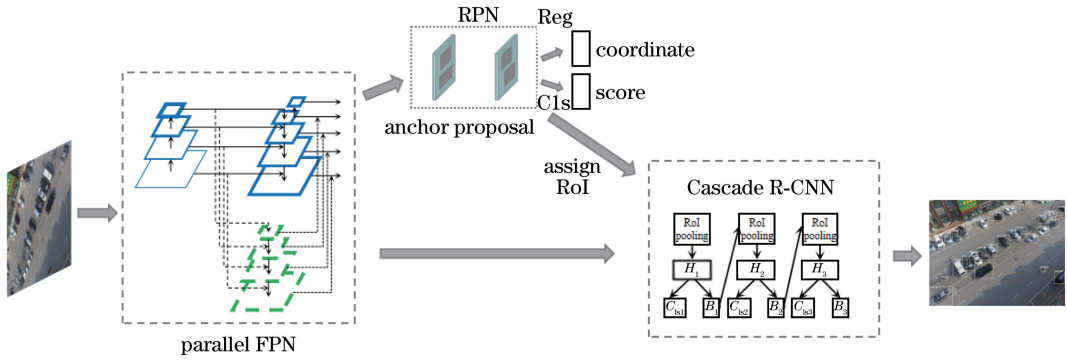 RPN
Reg
coordinate
C1s
score
anchor proposal
assign
RoI
Cascade R-CNN
RoI
pooling
RoI
pooling
RoI
pooling
H1
H2
H3
Cls1
B1
Cls2
B2
Cls3
B3
parallel FPN